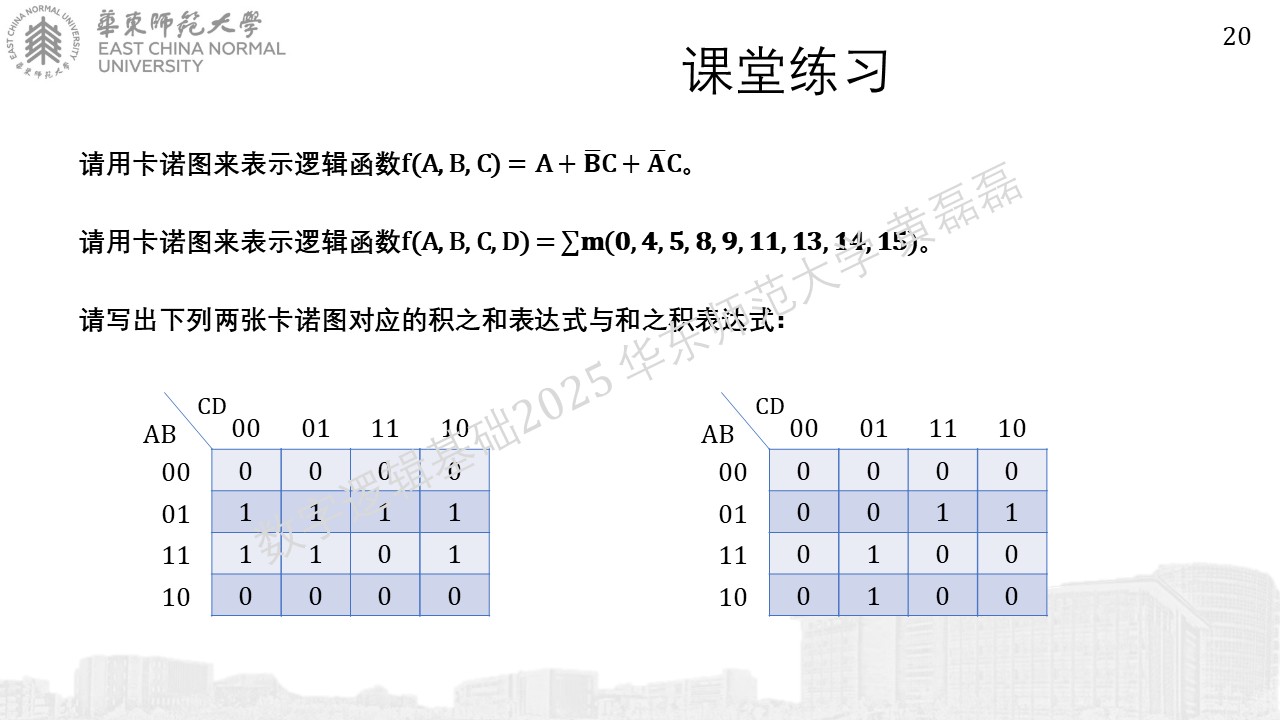 華東師範大學
EAST CHINA NORMAL UNIVERSITY
EAST CHINA NORMAL
UNIVERSITY
華東师范大学
20
课堂练习
请用卡诺图来表示逻辑函数f(A, B, C) = A + B̅C + A̅C。
请用卡诺图来表示逻辑函数f(A, B, C, D) = ∑m(0, 4, 5, 8, 9, 11, 13, 14, 15)。
请写出下列两张卡诺图对应的积之和表达式与和之积表达式：
CD
AB 00 01 11 10
00 0 0 0 0
01 1 1 1 1
11 1 1 0 1
10 0 0 0 0
CD
AB 00 01 11 10
00 0 0 0 0
01 0 0 1 1
11 0 1 0 0
10 0 1 0 0
数字逻辑基础2025 华东师范大学 黄磊磊